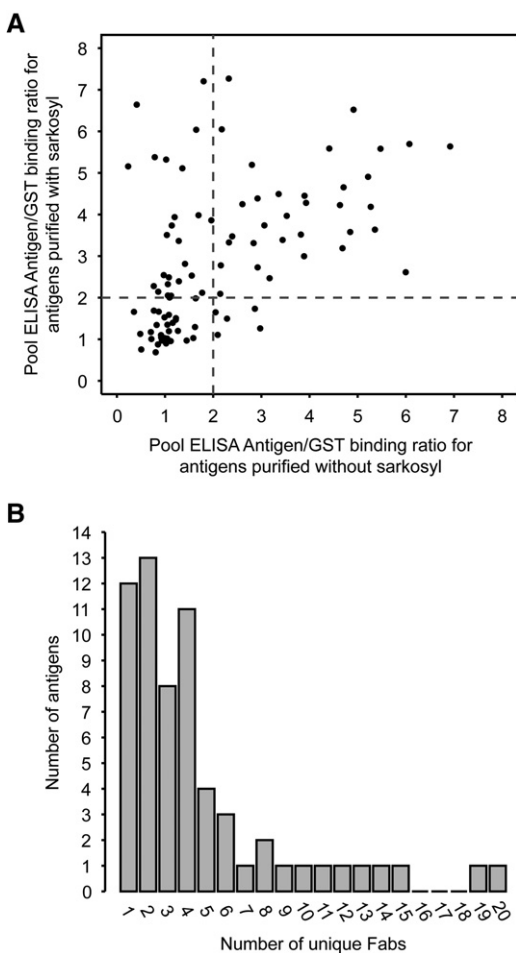 A
Pool ELISA Antigen/GST binding ratio for
antigens purified with sarkosyl
8
7
6
5
4
3
2
1
0
0 1 2 3 4 5 6 7 8
Pool ELISA Antigen/GST binding ratio for
antigens purified without sarkosyl
B
Number of antigens
14
13
12
11
10
9
8
7
6
5
4
3
2
1
0
1 2 3 4 5 6 7 8 9 10 11 12 13 14 15 16 17 18 19 20
Number of unique Fabs